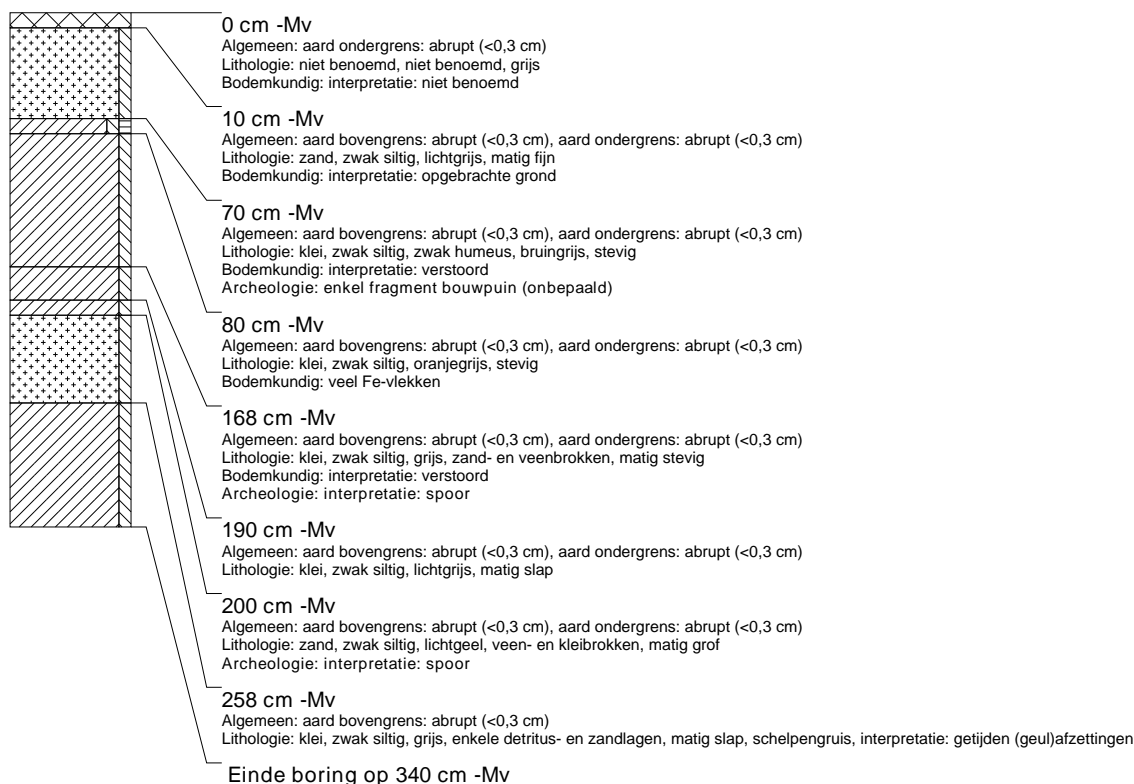 0 cm -Mv
Algemeen: aard ondergrens: abrupt (<0,3 cm)
Lithologie: niet benoemd, niet benoemd, grijs
Bodemkundig: interpretatie: niet benoemd
10 cm -Mv
Algemeen: aard bovengrens: abrupt (<0,3 cm), aard ondergrens: abrupt (<0,3 cm)
Lithologie: zand, zwak siltig, lichtgrijs, matig fijn
Bodemkundig: interpretatie: opgebrachte grond
70 cm -Mv
Algemeen: aard bovengrens: abrupt (<0,3 cm), aard ondergrens: abrupt (<0,3 cm)
Lithologie: klei, zwak siltig, zwak humeus, bruingrijs, stevig
Bodemkundig: interpretatie: verstoord
Archeologie: enkel fragment bouwpuin (onbepaald)
80 cm -Mv
Algemeen: aard bovengrens: abrupt (<0,3 cm), aard ondergrens: abrupt (<0,3 cm)
Lithologie: klei, zwak siltig, oranjegrijs, stevig
Bodemkundig: veel Fe-vlekken
168 cm -Mv
Algemeen: aard bovengrens: abrupt (<0,3 cm), aard ondergrens: abrupt (<0,3 cm)
Lithologie: klei, zwak siltig, grijs, zand- en veenbrokken, matig stevig
Bodemkundig: interpretatie: verstoord
Archeologie: interpretatie: spoor
190 cm -Mv
Algemeen: aard bovengrens: abrupt (<0,3 cm), aard ondergrens: abrupt (<0,3 cm)
Lithologie: klei, zwak siltig, lichtgrijs, matig slap
200 cm -Mv
Algemeen: aard bovengrens: abrupt (<0,3 cm), aard ondergrens: abrupt (<0,3 cm)
Lithologie: zand, zwak siltig, lichtgeel, veen- en kleibrokken, matig grof
Archeologie: interpretatie: spoor
258 cm -Mv
Algemeen: aard bovengrens: abrupt (<0,3 cm)
Lithologie: klei, zwak siltig, grijs, enkele detritus- en zandlagen, matig slap, schelpengruis, interpretatie: getijden (geul)afzettingen
Einde boring op 340 cm -Mv